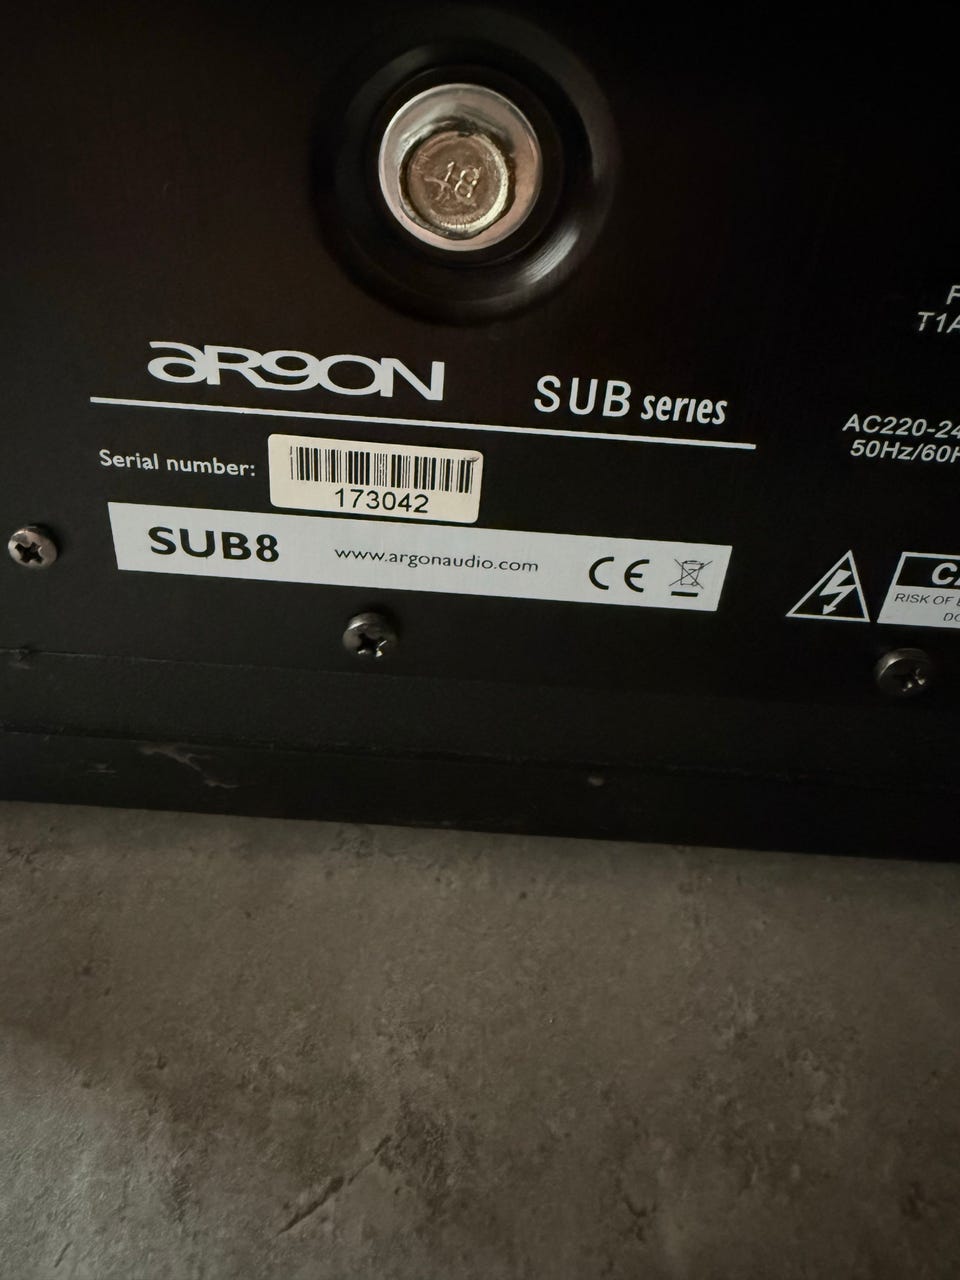 18
aRgON
SUB series
T1A
Serial number:
173042
AC220-24
50Hz/60H
SUB8 www.argonaudio.com CE
CA
RISK OF E
DO